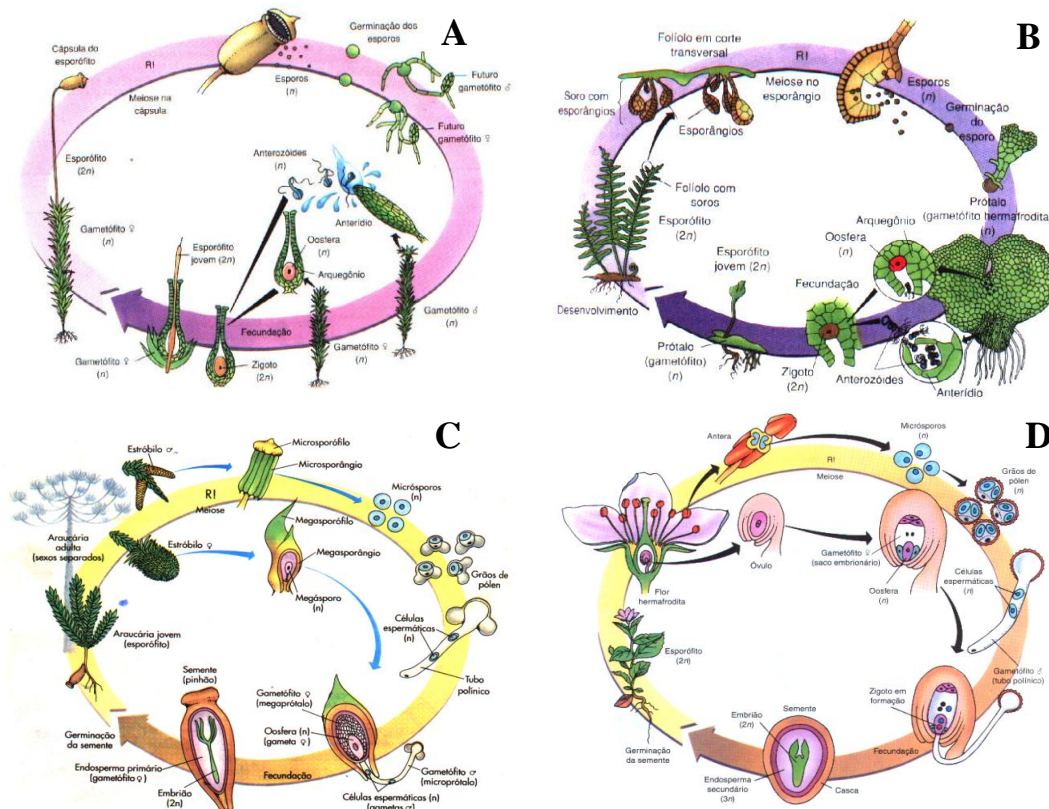 A
Cápsula do
esporófito
R!
Meiose na
cápsula
Esporos
(n)
Germinação dos
esporos
Futuro
gametófito ♂
Futuro
gametófito ♀
Esporófito
(2n)
Gametófito ♀
(n)
Esporófito
jovem (2n)
Anterozóides
(n)
Anterídio
Oosfera
(n)
Arquegônio
Gametófito ♂
(n)
Fecundação
Gametófito ♀
(n)
Zigoto
(2n)
Gametófito ♀
(n)
B
Folíolo em corte
transversal
R!
Soro com
esporângios
Esporângios
Meiose no
esporângio
Esporos
(n)
Germinação
do
esporo
Folíolo com
soros
Esporófito
(2n)
Prótalo
(gametófito hermafrodita)
(n)
Arquegônio
Oosfera
(n)
Esporófito
jovem (2n)
Fecundação
Desenvolvimento
Prótalo
(gametófito)
(n)
Zigoto
(2n)
Anterozóides
Anterídio
C
Estróbilo ♂
Microsporófilo
Microsporângio
R!
Meiose
Micrósporos
(n)
Araucária
adulta
(sexos separados)
Estróbilo ♀
Megasporófilo
Megasporângio
Megásporo
(n)
Grãos de
pólen
Células
espermáticas
(n)
Araucária jovem
(esporófito)
Tubo
polínico
Semente
(pinhão)
Gametófito ♀
(megaprótalo)
Oosfera (n)
(gameta ♀)
Germinação
da semente
Endosperma primário
(gametófito ♀)
Embrião
(2n)
Fecundação
Gametófito ♂
(microprótalo)
Células espermáticas (n)
(gametas ♂)
D
Antera
R!
Meiose
Micrósporos
(n)
Grãos de
pólen
(n)
Óvulo
Gametófito ♀
(saco embrionário)
Oosfera
(n)
Flor
hermafrodita
Células
espermáticas
(n)
Esporófito
(2n)
Gametófito ♂
(tubo polínico)
Zigoto em
formação
Semente
Embrião
(2n)
Fecundação
Germinação
da semente
Endosperma
secundário
(3n)
Casca